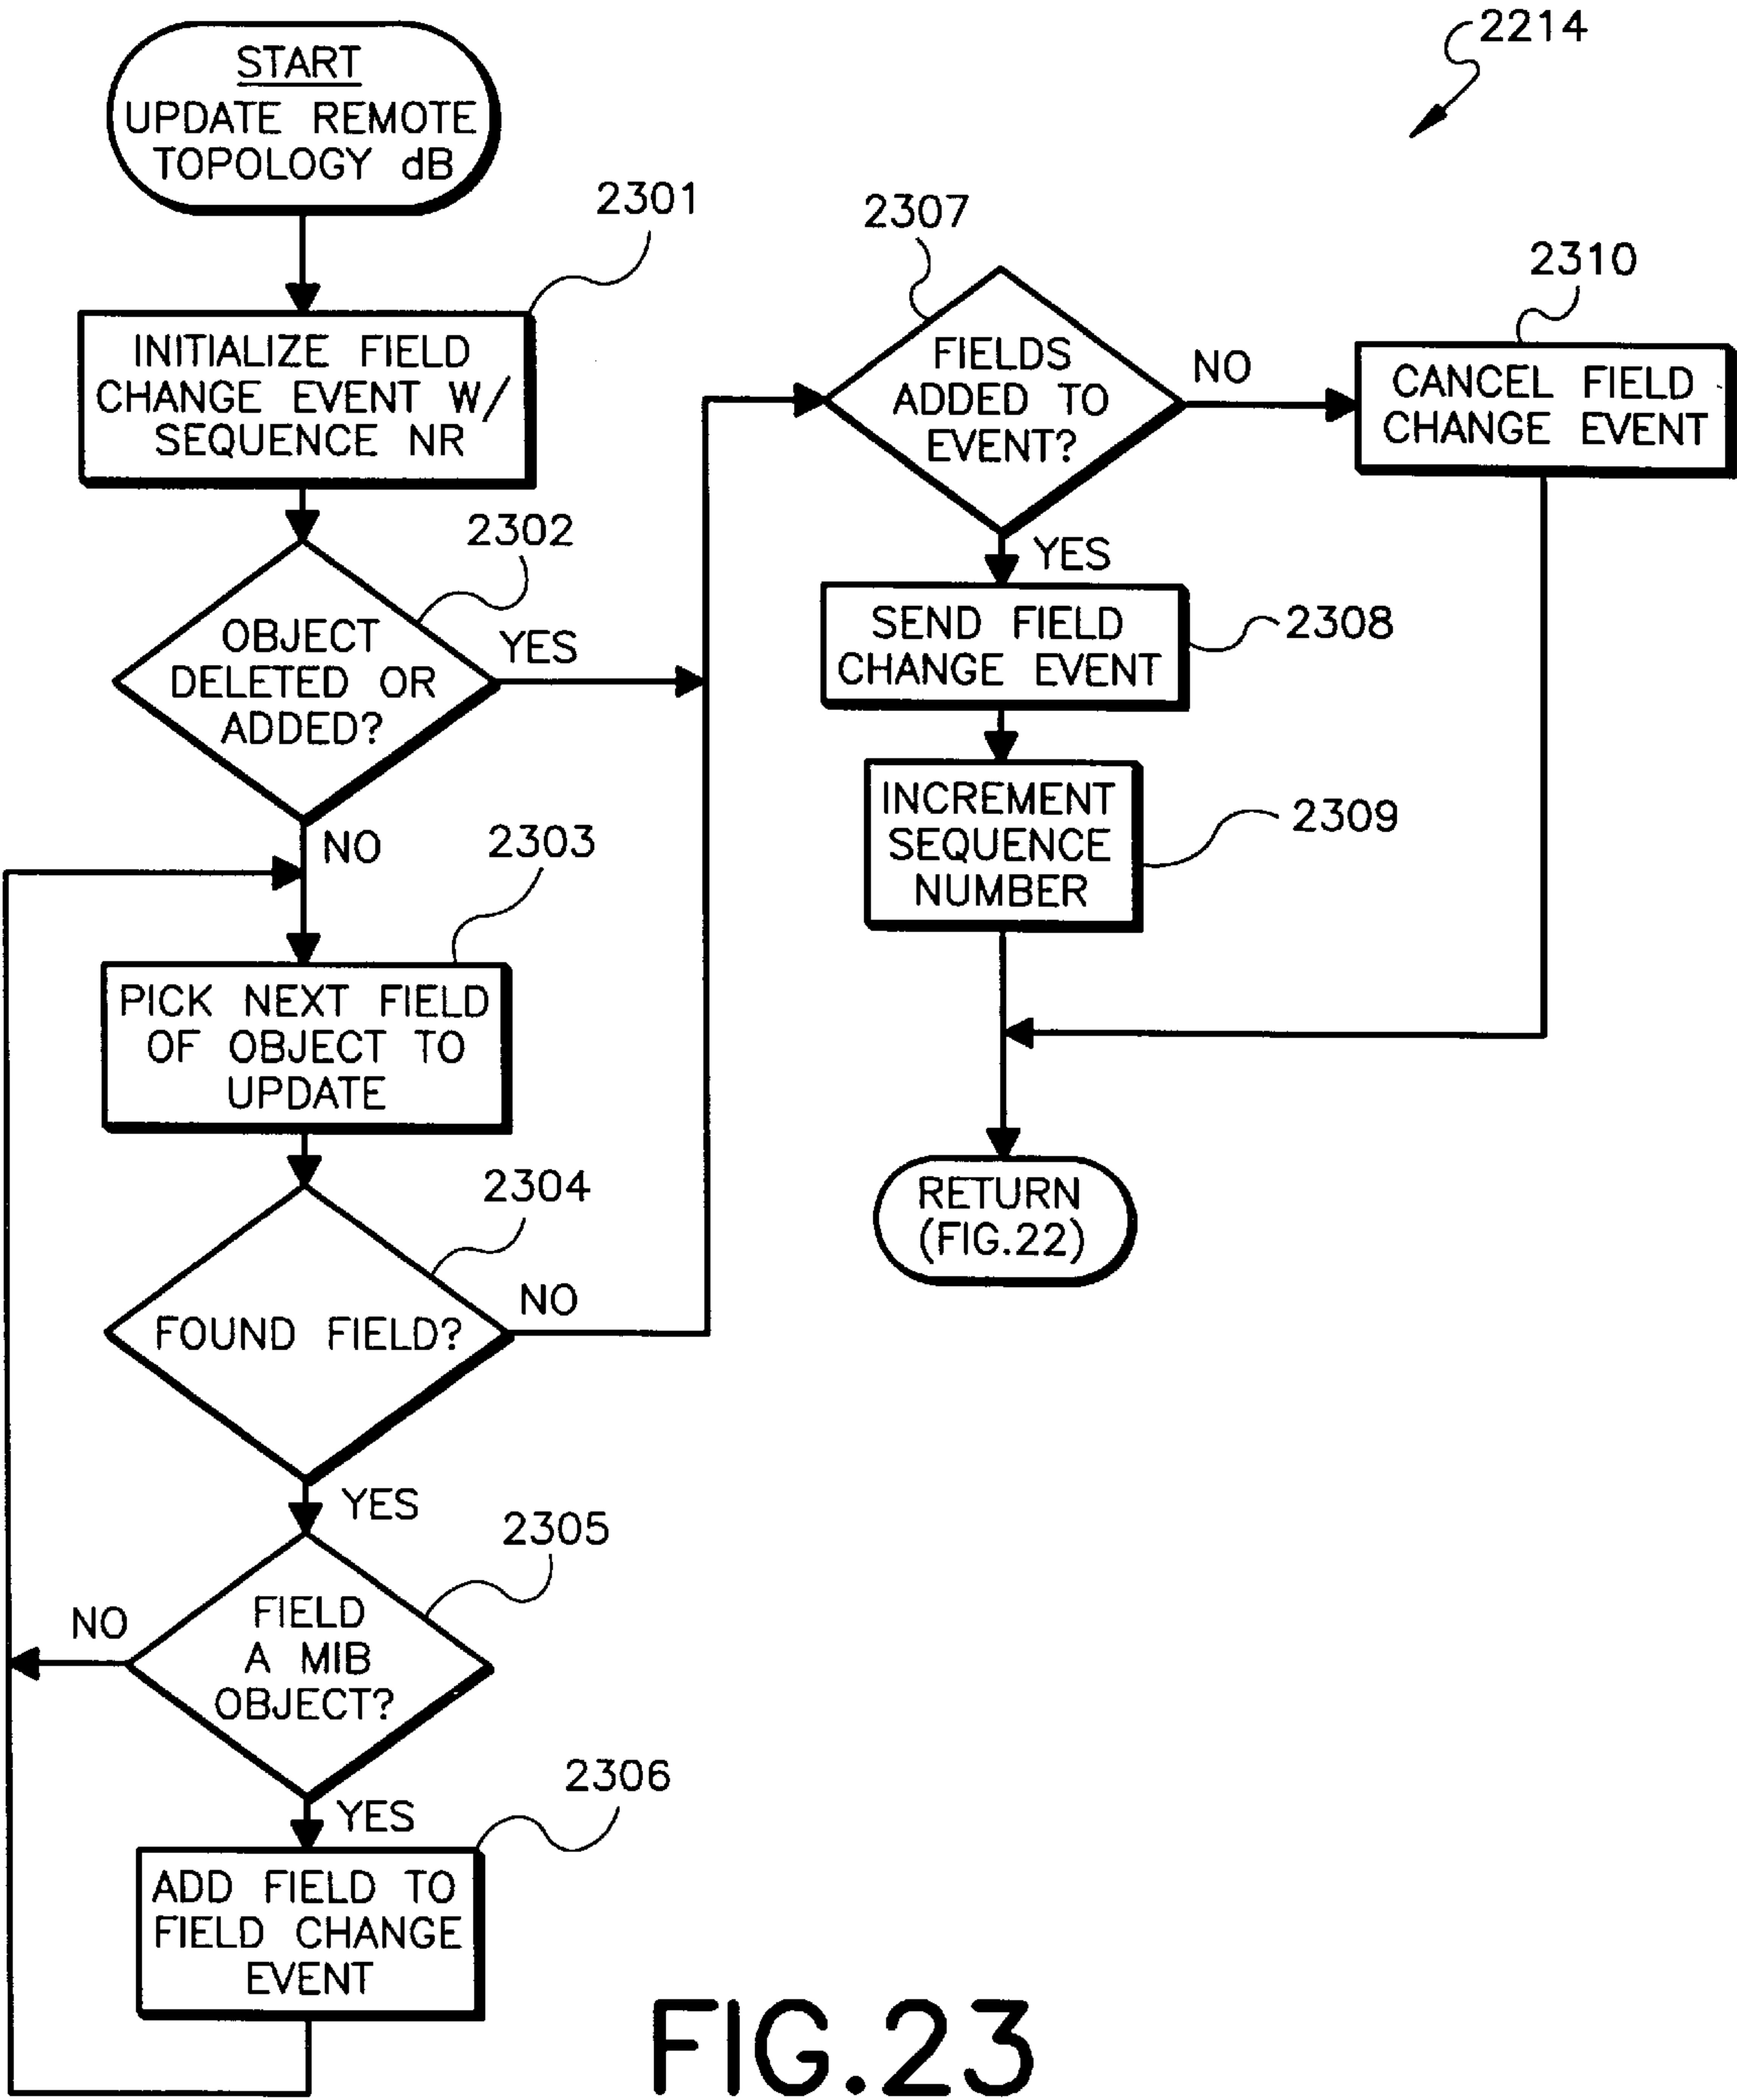 START
UPDATE REMOTE
TOPOLOGY dB
2301
INITIALIZE FIELD
CHANGE EVENT W/
SEQUENCE NR
2302
OBJECT
DELETED OR
ADDED?
YES
NO
2303
PICK NEXT FIELD
OF OBJECT TO
UPDATE
2304
FOUND FIELD?
NO
YES
2305
FIELD
A MIB
OBJECT?
NO
YES
2306
ADD FIELD TO
FIELD CHANGE
EVENT
2214
2307
FIELDS
ADDED TO
EVENT?
NO
YES
2310
CANCEL FIELD
CHANGE EVENT
SEND FIELD
CHANGE EVENT
2308
INCREMENT
SEQUENCE
NUMBER
2309
RETURN
(FIG.22)
FIG.23